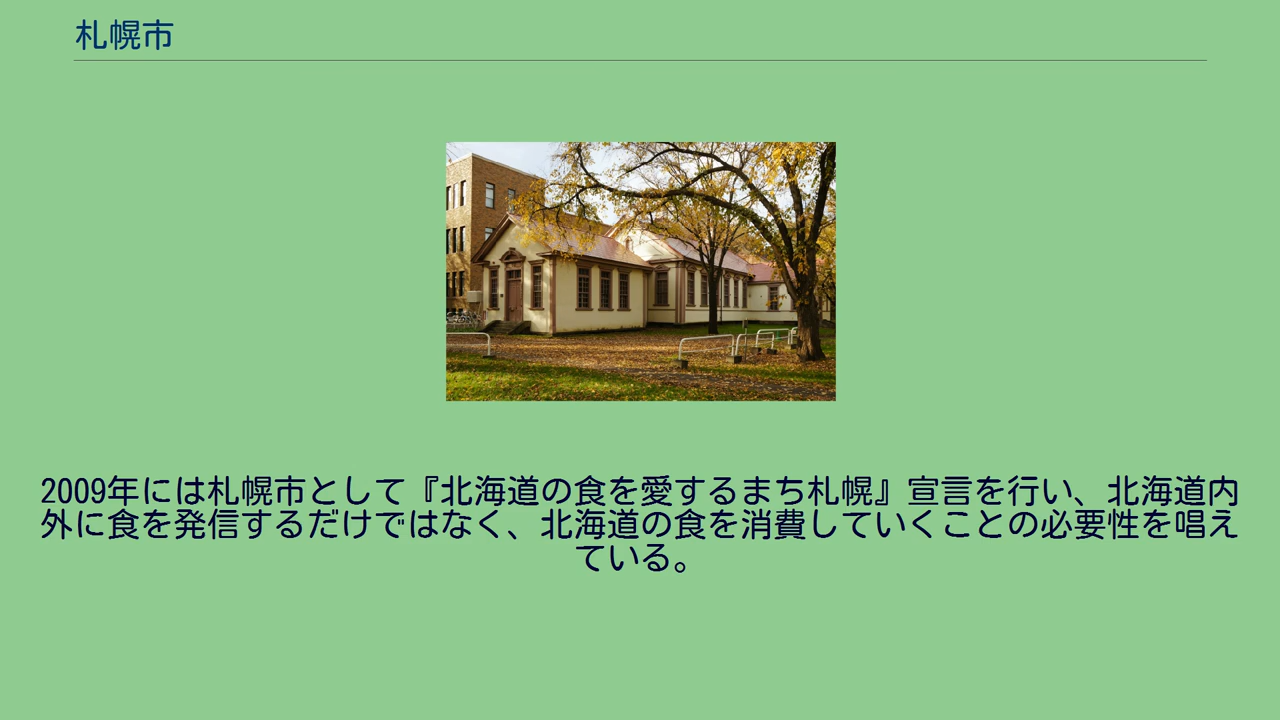 札幌市
2009年には札幌市として『北海道の食を愛するまち札幌』宣言を行い、北海道内
外に食を発信するだけではなく、北海道の食を消費していくことの必要性を唱え
ている。